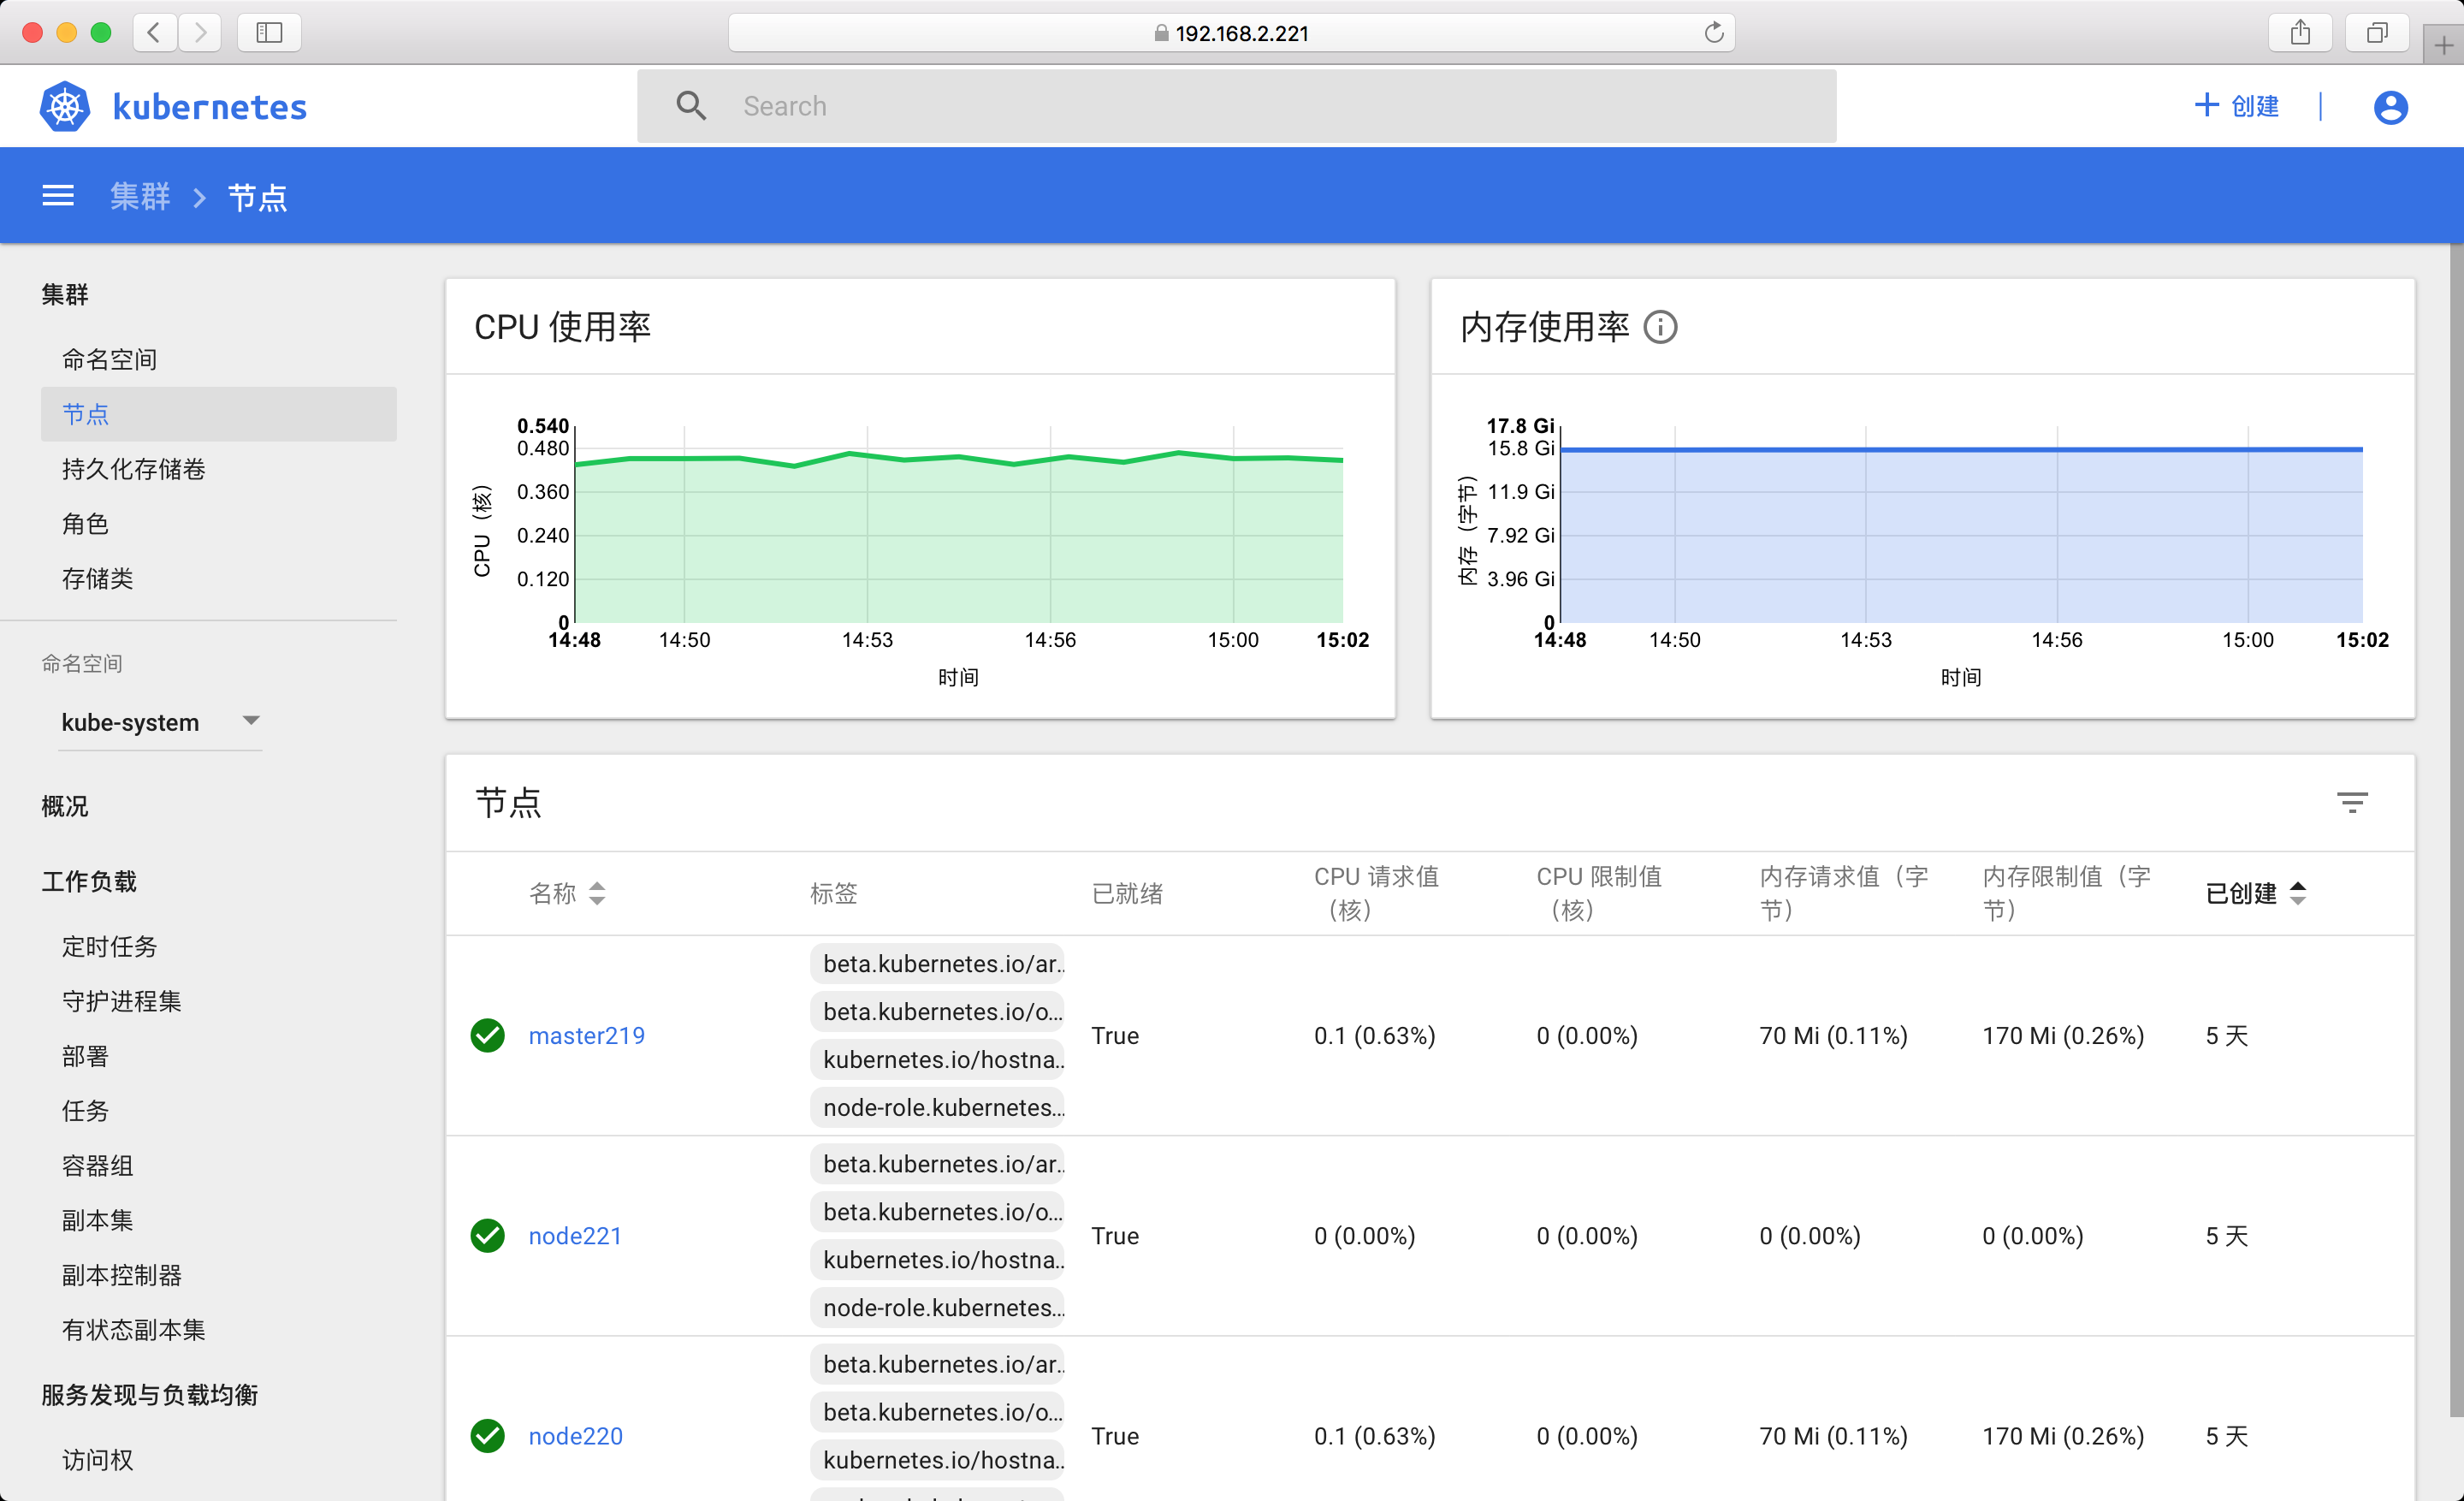 192.168.2.221
kubernetes
Search
创建
集群
节点
集群
命名空间
节点
持久化存储卷
角色
存储类
命名空间
kube-system
概况
工作负载
定时任务
守护进程集
部署
任务
容器组
副本集
副本控制器
有状态副本集
服务发现与负载均衡
访问权
CPU 使用率
0.540
0.480
0.360
0.240
0.120
0
CPU（核）
14:48 14:50 14:53 14:56 15:00 15:02
时间
内存使用率
17.8 Gi
15.8 Gi
11.9 Gi
7.92 Gi
3.96 Gi
0
内存（字节）
14:48 14:50 14:53 14:56 15:00 15:02
时间
节点
名称 标签 已就绪 CPU 请求值（核） CPU 限制值（核） 内存请求值（字节） 内存限制值（字节） 已创建
beta.kubernetes.io/ar..
beta.kubernetes.io/o...
kubernetes.io/hostna..
node-role.kubernetes...
master219 True 0.1 (0.63%) 0 (0.00%) 70 Mi (0.11%) 170 Mi (0.26%) 5 天
beta.kubernetes.io/ar..
beta.kubernetes.io/o...
kubernetes.io/hostna..
node-role.kubernetes...
node221 True 0 (0.00%) 0 (0.00%) 0 (0.00%) 0 (0.00%) 5 天
beta.kubernetes.io/ar..
beta.kubernetes.io/o...
kubernetes.io/hostna..
node220 True 0.1 (0.63%) 0 (0.00%) 70 Mi (0.11%) 170 Mi (0.26%) 5 天